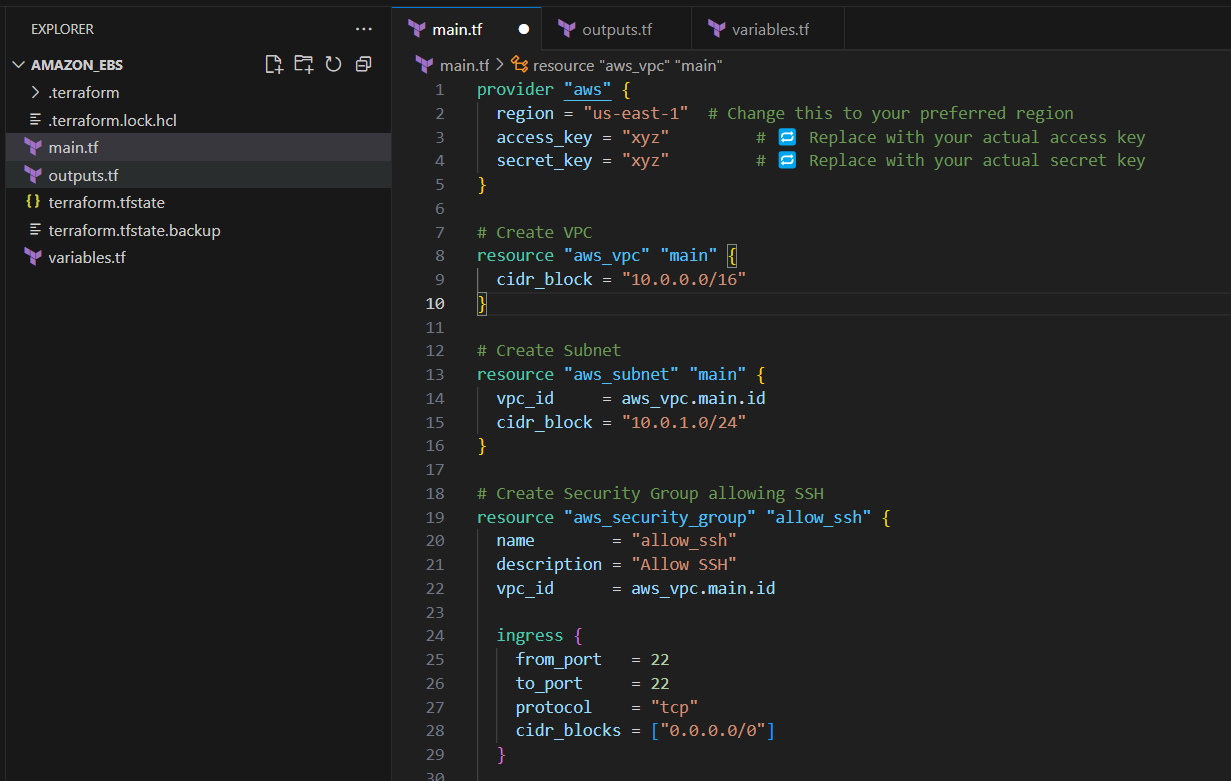 EXPLORER
AMAZON_EBS
.terraform
.terraform.lock.hcl
main.tf
outputs.tf
terraform.tfstate
terraform.tfstate.backup
variables.tf
main.tf
outputs.tf
variables.tf
main.tf > resource "aws_vpc" "main"
1 provider "aws" {
2   region = "us-east-1"  # Change this to your preferred region
3   access_key = "xyz"         # 🔁 Replace with your actual access key
4   secret_key = "xyz"         # 🔁 Replace with your actual secret key
5 }
6
7 # Create VPC
8 resource "aws_vpc" "main" {
9   cidr_block = "10.0.0.0/16"
10 }
11
12 # Create Subnet
13 resource "aws_subnet" "main" {
14   vpc_id     = aws_vpc.main.id
15   cidr_block = "10.0.1.0/24"
16 }
17
18 # Create Security Group allowing SSH
19 resource "aws_security_group" "allow_ssh" {
20   name        = "allow_ssh"
21   description = "Allow SSH"
22   vpc_id      = aws_vpc.main.id
23
24   ingress {
25     from_port   = 22
26     to_port     = 22
27     protocol    = "tcp"
28     cidr_blocks = ["0.0.0.0/0"]
29   }
30